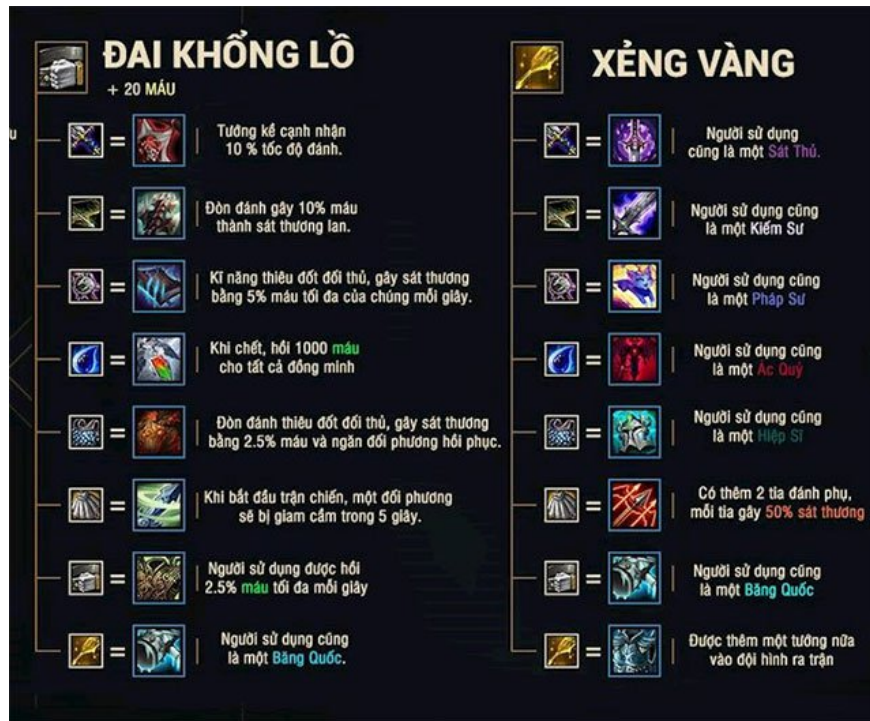 ĐAI KHỔNG LỒ
+ 20 MÁU
Tướng kề cạnh nhận
10 % tốc độ đánh.
Đòn đánh gây 10% máu
thành sát thương lan.
Kĩ năng thiêu đốt đối thủ, gây sát thương
bằng 5% máu tối đa của chúng mỗi giây.
Khi chết, hồi 1000 máu
cho tất cả đồng minh
Đòn đánh thiêu đốt đối thủ, gây sát thương
bằng 2.5% máu và ngăn đối phương hồi phục.
Khi bắt đầu trận chiến, một đối phương
sẽ bị giam cầm trong 5 giây.
Người sử dụng được hồi
2.5% máu tối đa mỗi giây
Người sử dụng cũng
là một Băng Quốc.
XẺNG VÀNG
Người sử dụng
cũng là một Sát Thủ.
Người sử dụng cũng
là một Kiếm Sư
Người sử dụng cũng
là một Pháp Sư
Người sử dụng cũng
là một Ác Quỷ
Người sử dụng cũng
là một Hiệp Sĩ
Có thêm 2 tia đánh phụ,
mỗi tia gây 50% sát thương
Người sử dụng cũng
là một Băng Quốc
Được thêm một tướng nữa
vào đội hình ra trận